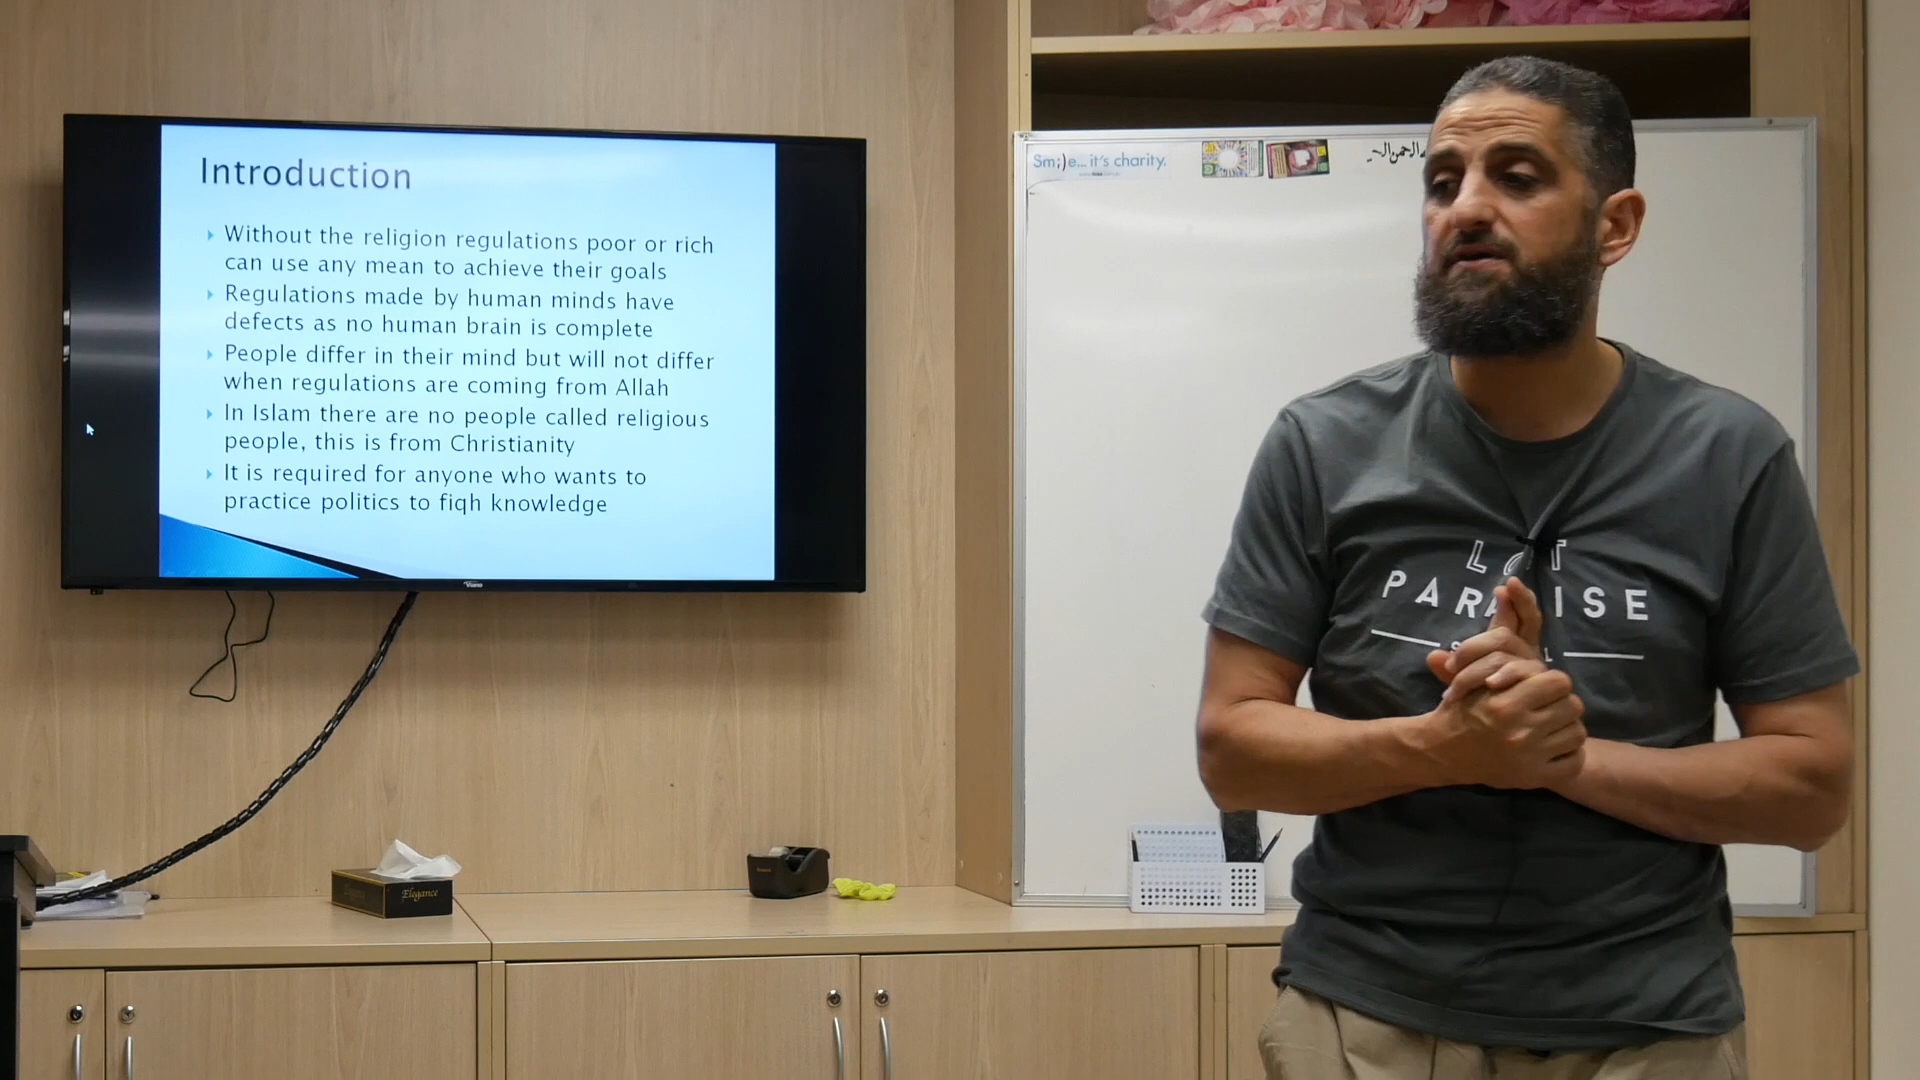 Introduction
Without the religion regulations poor or rich
can use any mean to achieve their goals
Regulations made by human minds have
defects as no human brain is complete
People differ in their mind but will not differ
when regulations are coming from Allah
In Islam there are no people called religious
people, this is from Christianity
It is required for anyone who wants to
practice politics to fiqh knowledge
Sm;)e... it's charity.
Elegance
PARA ISE